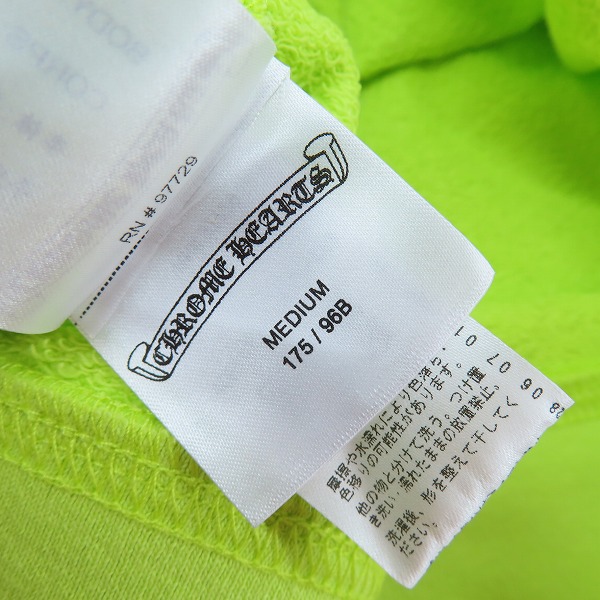 RN # 97729
CHROME HEARTS
MEDIUM
175 / 96B
摩擦や水濡れにより色落ち、
色移りの可能性があります。
他の物と分けて洗う。つけ置
き洗い、濡れたままの放置禁止。
洗濯後、形を整えて干してく
ださい。